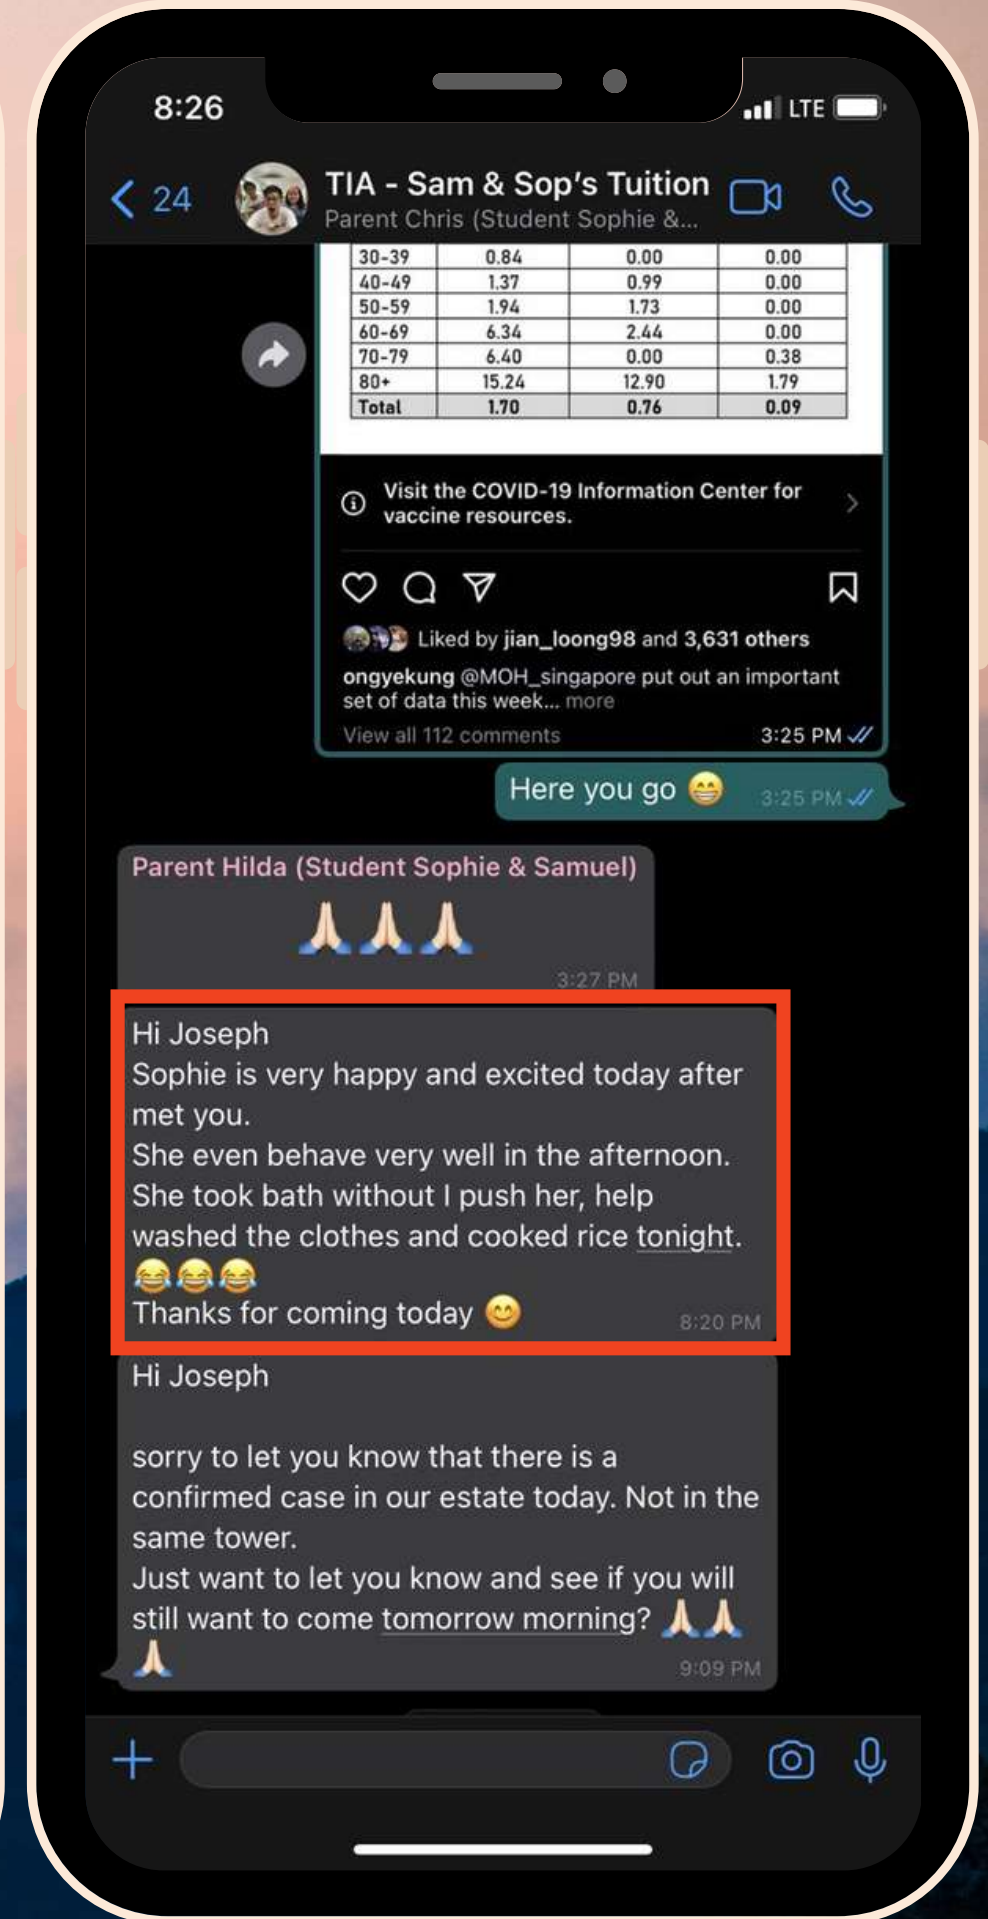 8:26
LTE
24
TIA - Sam & Sop's Tuition
Parent Chris (Student Sophie &...
30-39 0.84 0.00 0.00
40-49 1.37 0.99 0.00
50-59 1.94 1.73 0.00
60-69 6.34 2.44 0.00
70-79 6.40 0.00 0.38
80+ 15.24 12.90 1.79
Total 1.70 0.76 0.09
Visit the COVID-19 Information Center for
vaccine resources.
Liked by jian_loong98 and 3,631 others
ongyekung @MOH_singapore put out an important
set of data this week... more
View all 112 comments
3:25 PM
Here you go 😁
3:25 PM
Parent Hilda (Student Sophie & Samuel)
🙏🏻🙏🏻🙏🏻
3:27 PM
Hi Joseph
Sophie is very happy and excited today after
met you.
She even behave very well in the afternoon.
She took bath without I push her, help
washed the clothes and cooked rice tonight.
😂😂😂
Thanks for coming today 😊
8:20 PM
Hi Joseph
sorry to let you know that there is a
confirmed case in our estate today. Not in the
same tower.
Just want to let you know and see if you will
still want to come tomorrow morning? 🙏🏻🙏🏻
🙏🏻
9:09 PM